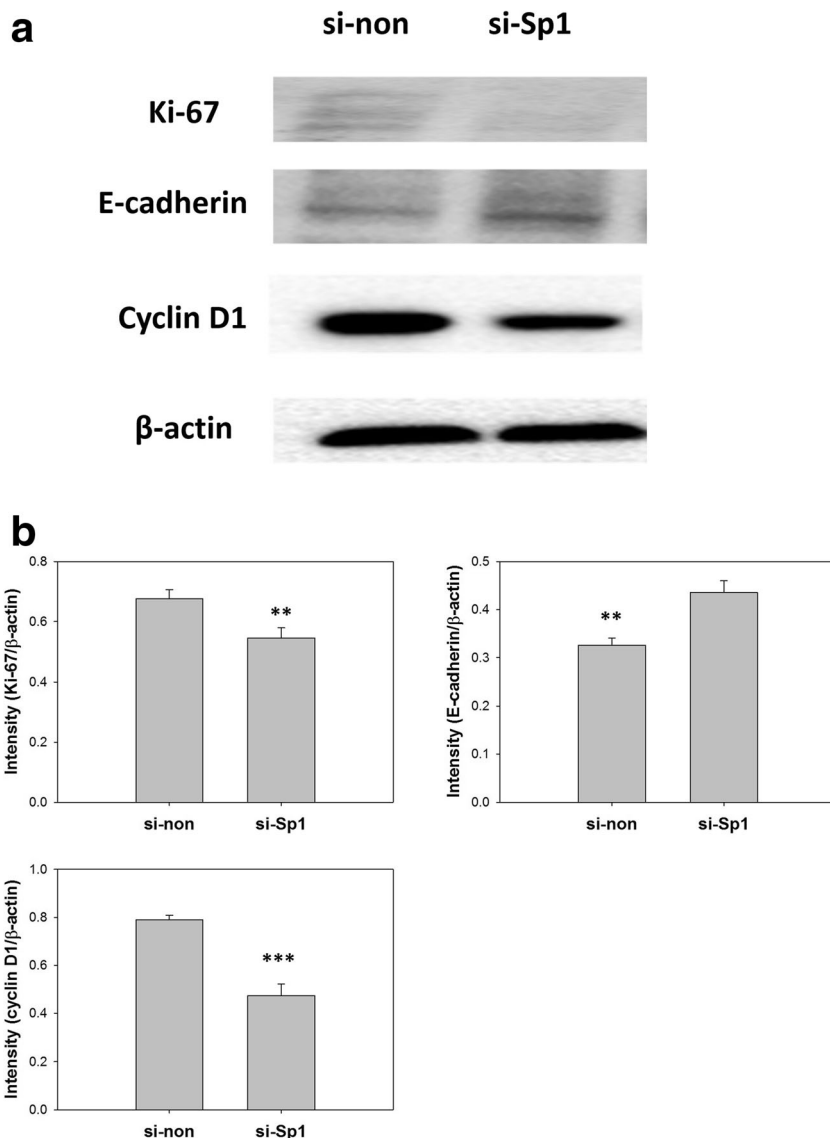 a
si-non si-Sp1
Ki-67
E-cadherin
Cyclin D1
β-actin
b
Intensity (Ki-67/β-actin)
0.8
0.6
0.4
0.2
0.0
**
si-non si-Sp1
Intensity (E-cadherin/β-actin)
0.5
0.4
0.3
0.2
0.1
0.0
**
si-non si-Sp1
Intensity (cyclin D1/β-actin)
1.0
0.8
0.6
0.4
0.2
0.0
***
si-non si-Sp1